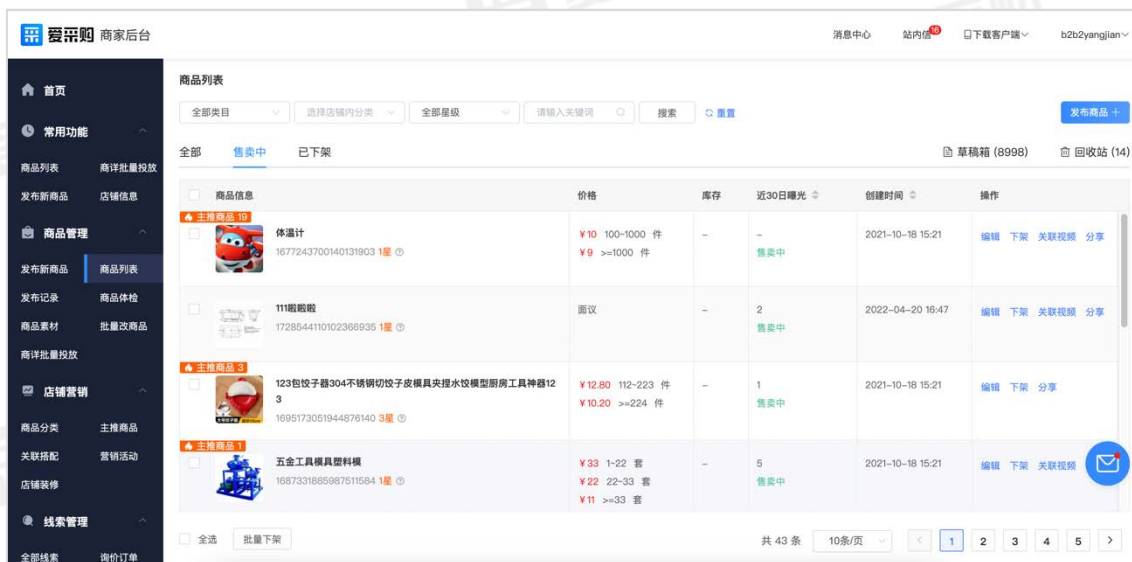 采 爱采购 商家后台
消息中心 站内信 16 下载客户端 b2b2yangjian
首页
常用功能
商品列表 商详批量投放
发布新商品 店铺信息
商品管理
发布新商品 商品列表
发布记录 商品体检
商品素材 批量改商品
商详批量投放
店铺营销
商品分类 主推商品
关联搭配 营销活动
店铺装修
线索管理
全部线索 询价订单
商品列表
全部类目 选择店铺内分类 全部星级 请输入关键词 搜索 重置 发布商品 +
全部 售卖中 已下架 草稿箱 (8998) 回收站 (14)
商品信息 价格 库存 近30日曝光 创建时间 操作
主推商品 19
体温计 ¥10 100~1000 件 – – 2021-10-18 15:21 编辑 下架 关联视频 分享
1677243700140131903 1星 ¥9 >=1000 件 售卖中
111啦啦啦 面议 – 2 2022-04-20 16:47 编辑 下架 关联视频 分享
1728544110102366935 1星 售卖中
主推商品 3
123包饺子器304不锈钢切饺子皮模具夹捏水饺模型厨房工具神器12 ¥12.80 112~223 件 – 1 2021-10-18 15:21 编辑 下架 分享
3 ¥10.20 >=224 件 售卖中
1695173051944876140 3星
主推商品 1
五金工具模具塑料模 ¥33 1~22 套 – 5 2021-10-18 15:21 编辑 下架 关联视频
1687331885987511584 1星 ¥22 22~33 套 售卖中
¥11 >=33 套
全选 批量下架 共 43 条 10条/页 < 1 2 3 4 5 >